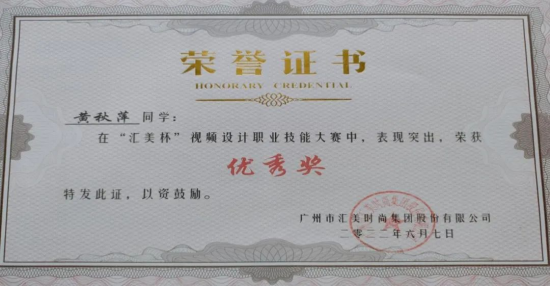 荣誉证书
HONORARY CREDENTIAL
黄秋萍 同学：
在“汇美杯”视频设计职业技能大赛中，表现突出，荣获
优秀奖
特发此证，以资鼓励。
广州市汇美时尚集团股份有限公司
二零二二年六月七日